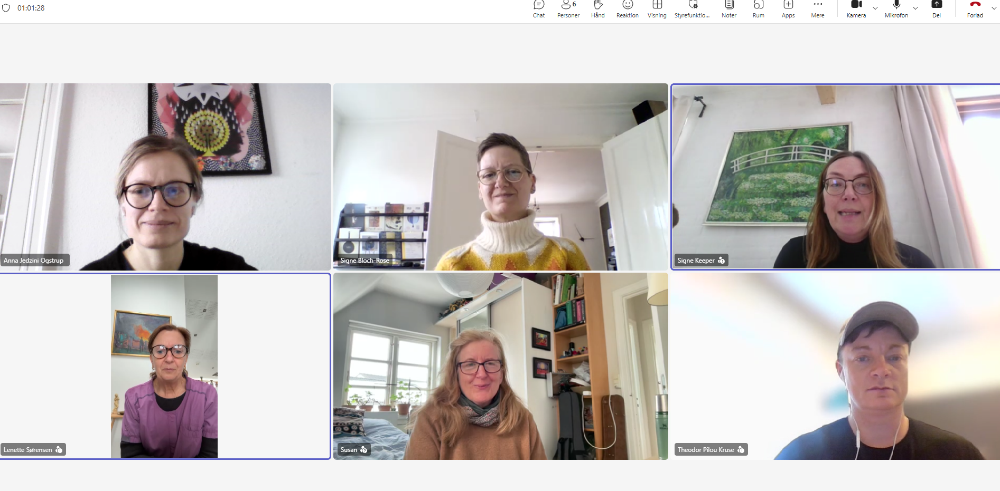 01:01:28
Chat
Personer 6
Hånd
Reaktion
Visning
Styrefunktio...
Noter
Rum
Apps
Mere
Kamera
Mikrofon
Del
Forlad
Anna Jedzini Ogstrup
Signe Bloch-Rose
Signe Keeper
Lenette Sørensen
Susan
Theodor Pilou Kruse